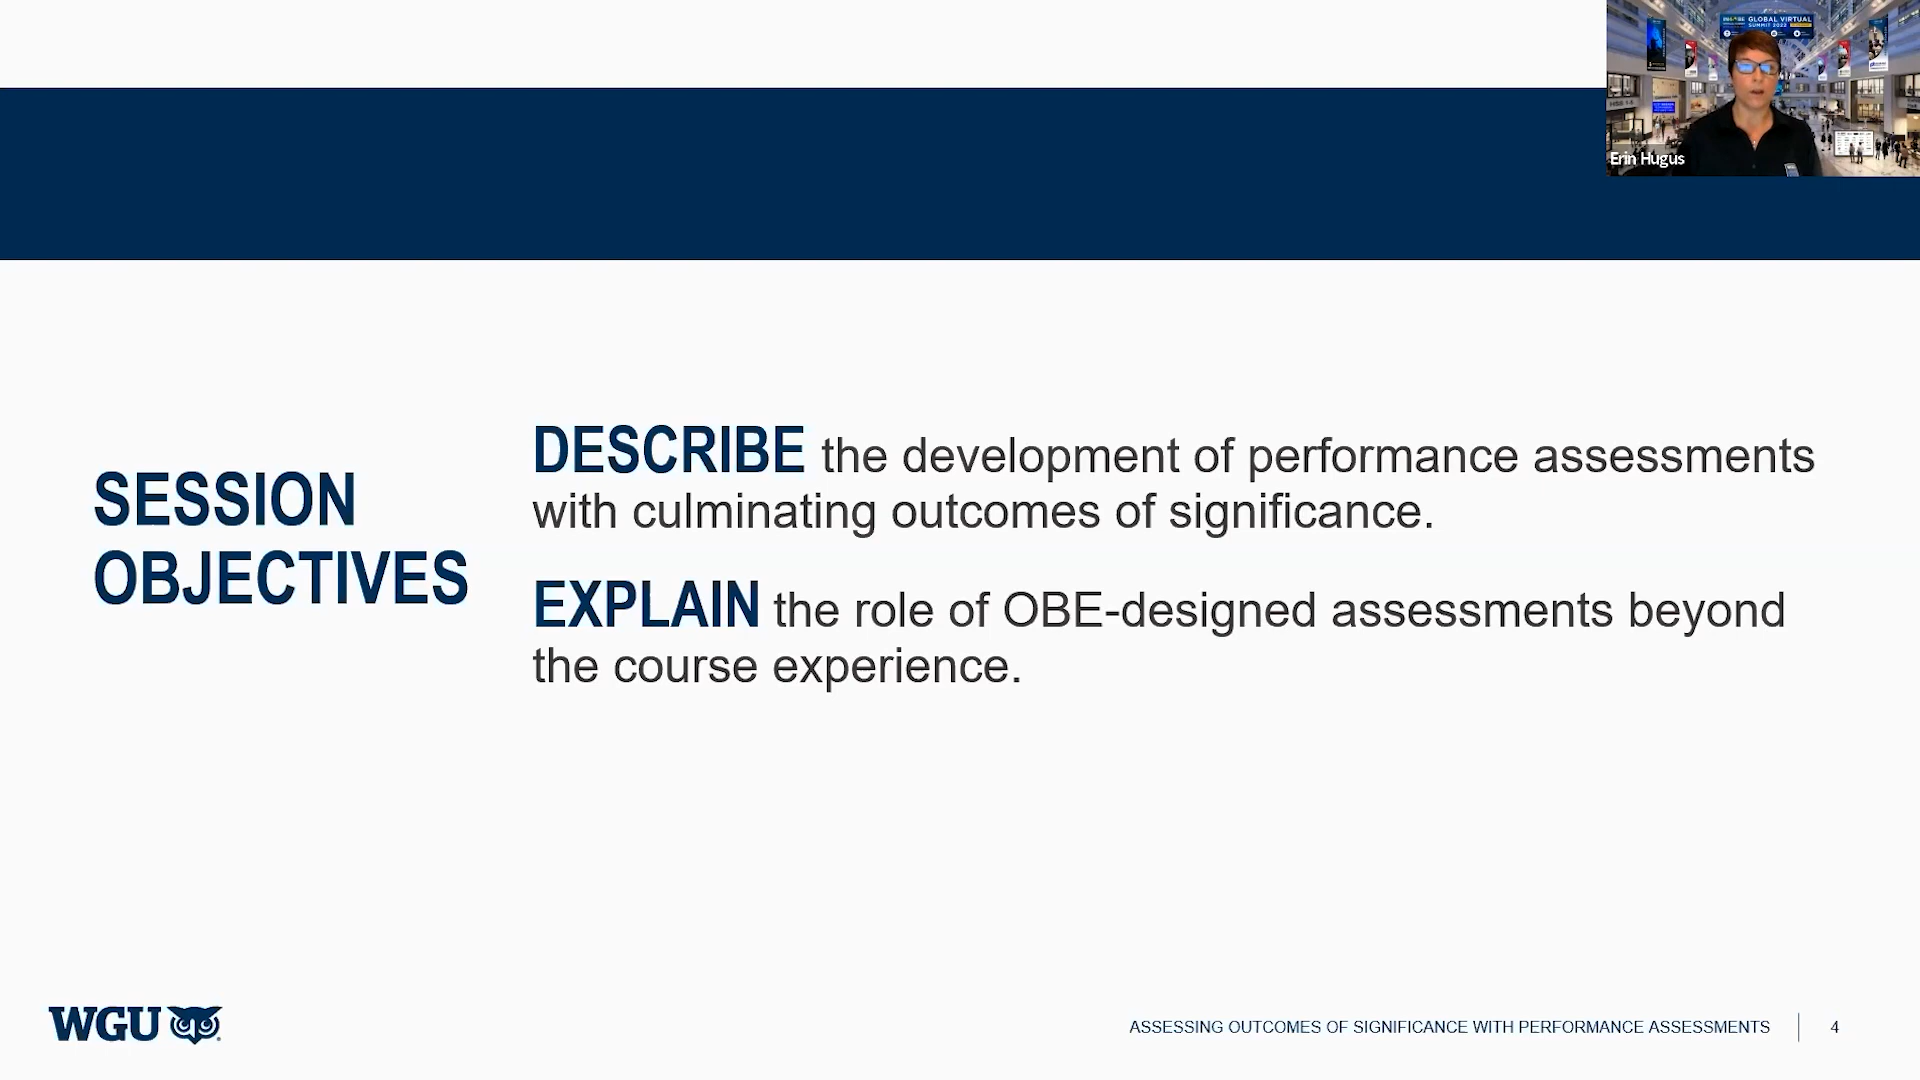 GLOBAL VIRTUAL
SUMMIT 2022
Erin Hugus
SESSION
OBJECTIVES
DESCRIBE the development of performance assessments
with culminating outcomes of significance.
EXPLAIN the role of OBE-designed assessments beyond
the course experience.
WGU
ASSESSING OUTCOMES OF SIGNIFICANCE WITH PERFORMANCE ASSESSMENTS
4